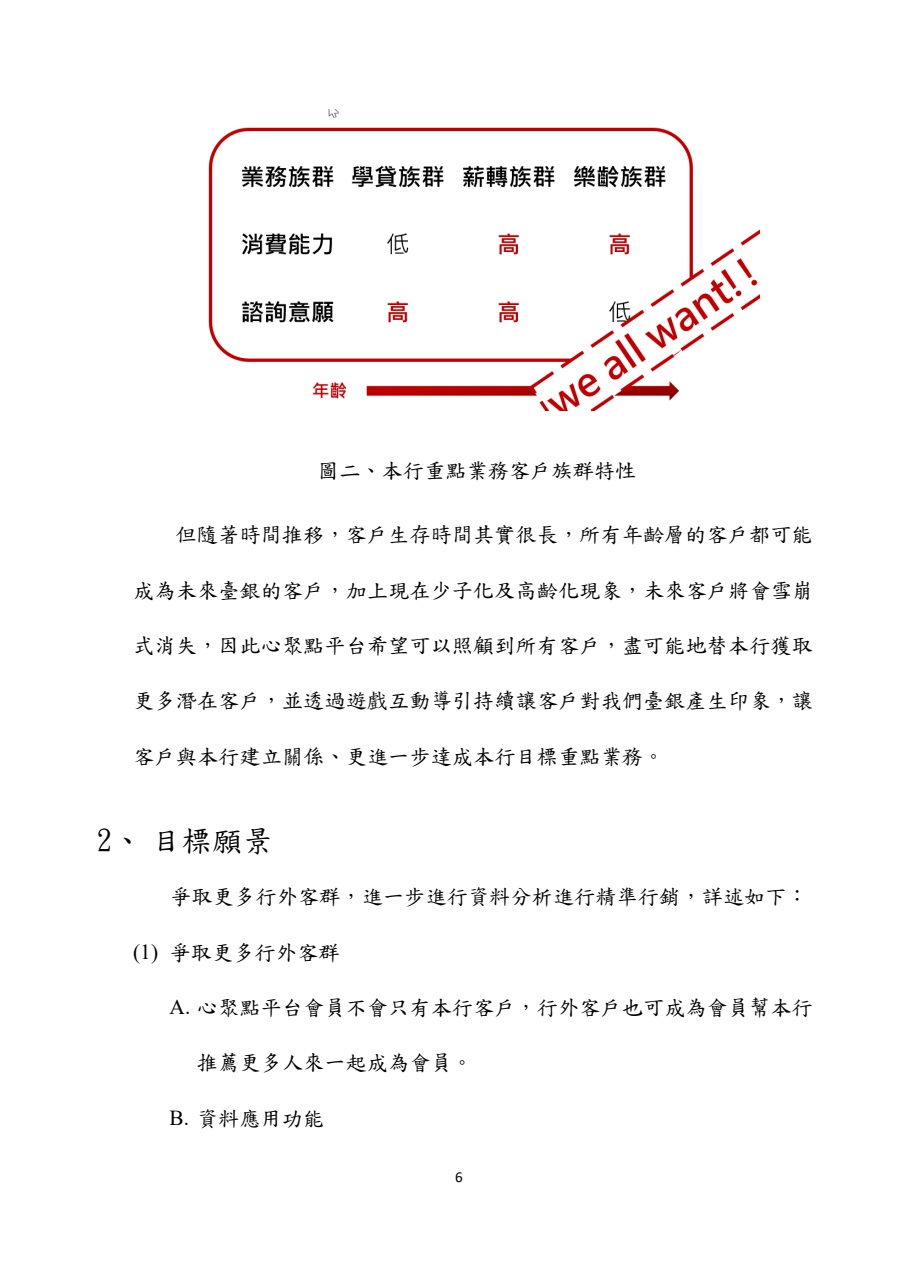 業務族群 學貸族群 薪轉族群 樂齡族群
消費能力 低 高 高
諮詢意願 高 高 低
we all want!!
年齡
圖二、本行重點業務客戶族群特性
但隨著時間推移，客戶生存時間其實很長，所有年齡層的客戶都可能
成為未來臺銀的客戶，加上現在少子化及高齡化現象，未來客戶將會雪崩
式消失，因此心聚點平台希望可以照顧到所有客戶，盡可能地替本行獲取
更多潛在客戶，並透過遊戲互動導引持續讓客戶對我們臺銀產生印象，讓
客戶與本行建立關係、更進一步達成本行目標重點業務。
2、 目標願景
爭取更多行外客群，進一步進行資料分析進行精準行銷，詳述如下：
(1) 爭取更多行外客群
A. 心聚點平台會員不會只有本行客戶，行外客戶也可成為會員幫本行
推薦更多人來一起成為會員。
B. 資料應用功能
6